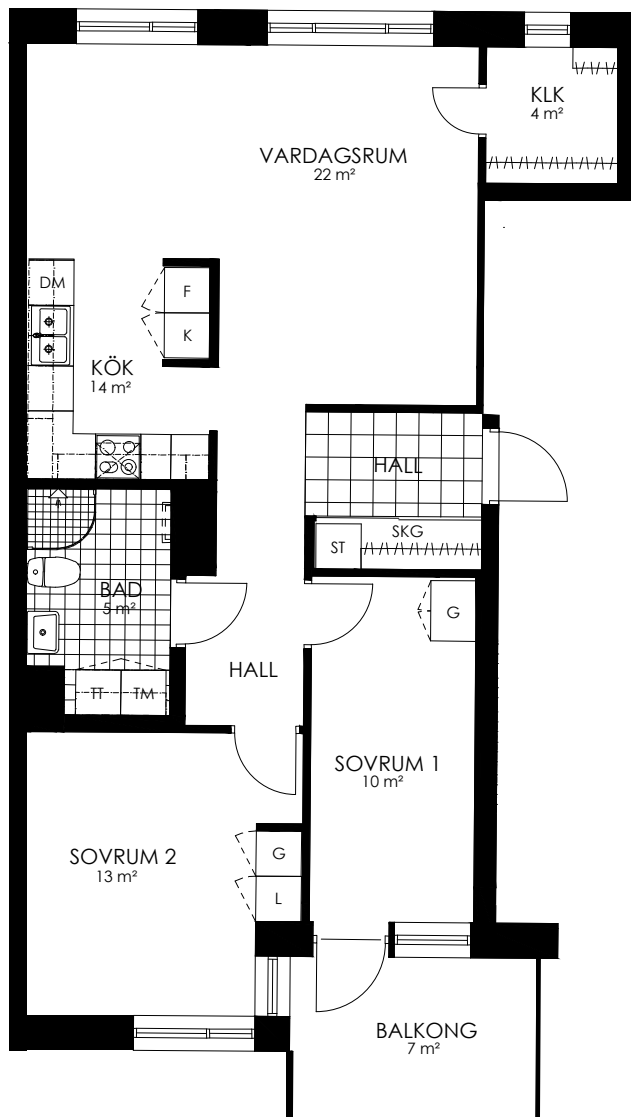 KLK
4 m²
VARDAGSRUM
22 m²
DM
F
K
KÖK
14 m²
HALL
SKG
ST
BAD
5 m²
G
HALL
TT
TM
SOVRUM 1
10 m²
SOVRUM 2
13 m²
G
L
BALKONG
7 m²